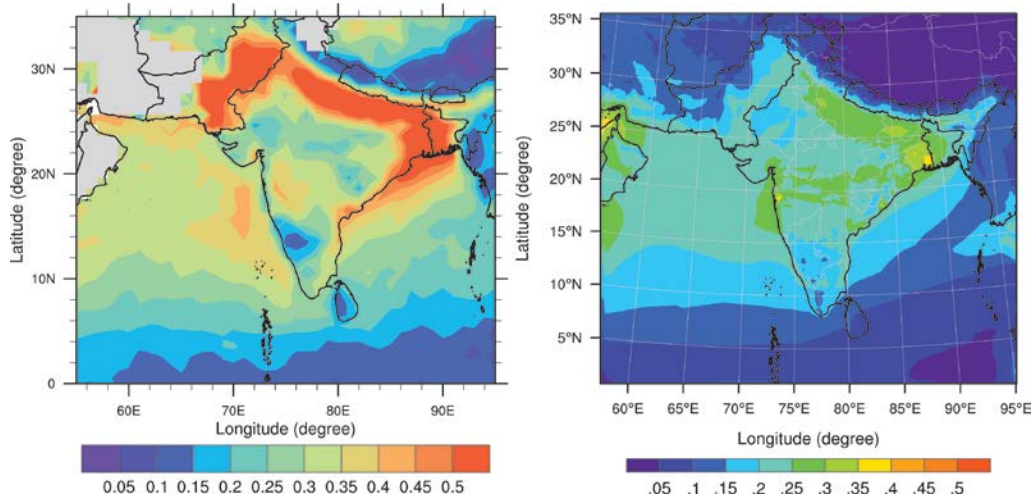 30N
20N
10N
0
Latitude (degree)
60E
70E
80E
90E
Longitude (degree)
0.05 0.1 0.15 0.2 0.25 0.3 0.35 0.4 0.45 0.5
35°N
30°N
25°N
20°N
15°N
10°N
5°N
Latitude (degree)
60°E 65°E 70°E 75°E 80°E 85°E 90°E 95°E
Longitude (degree)
.05 .1 .15 .2 .25 .3 .35 .4 .45 .5